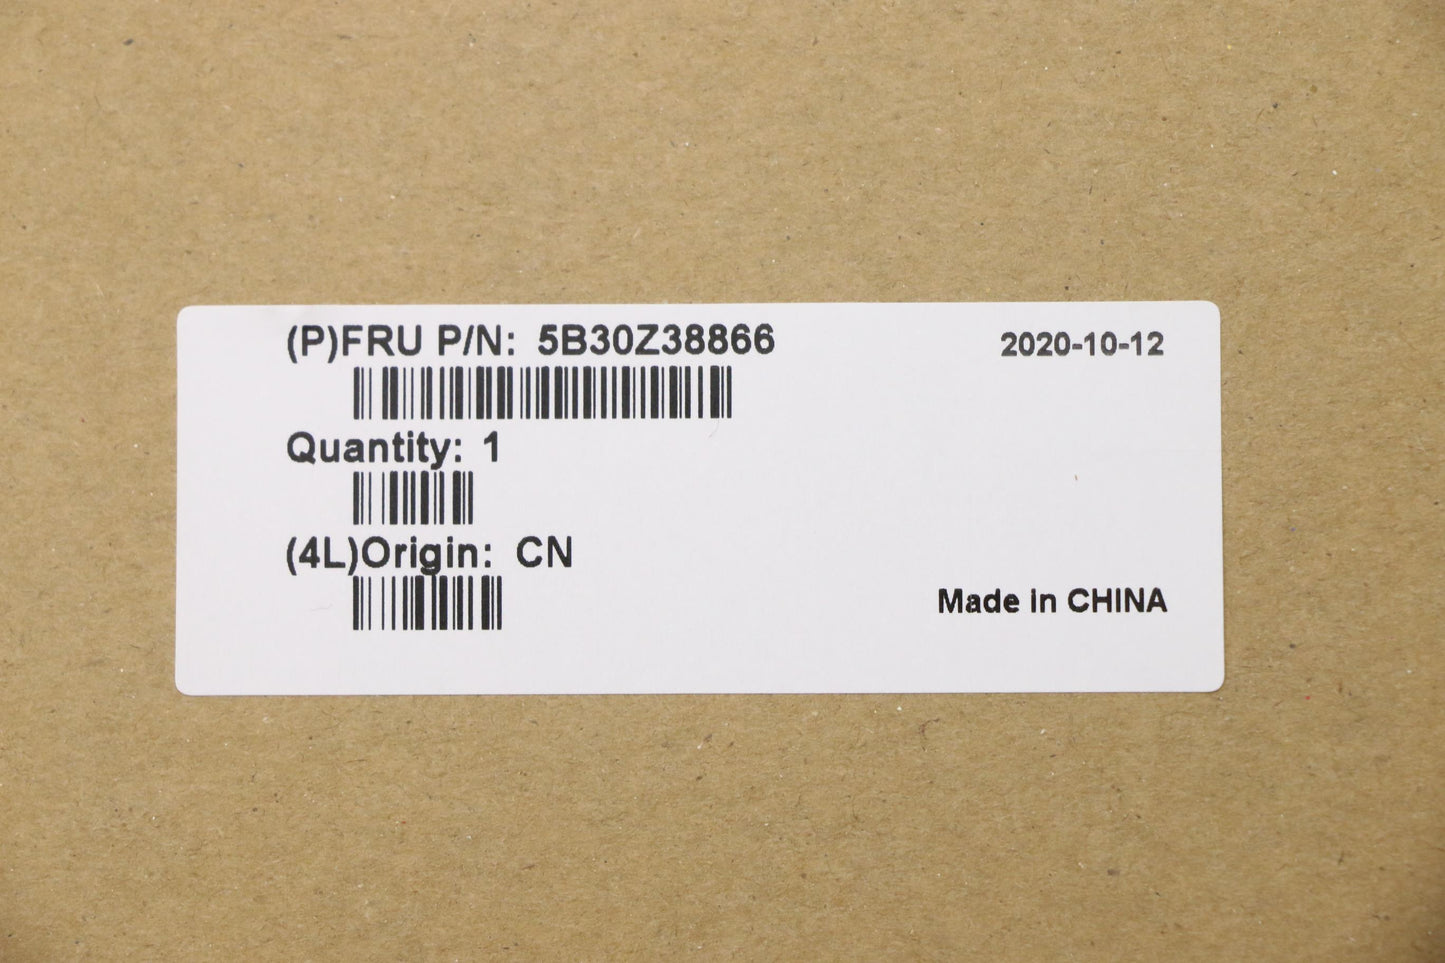 (P)FRU P/N: 5B30Z38866
2020-10-12
Quantity: 1
(4L)Origin: CN
Made in CHINA